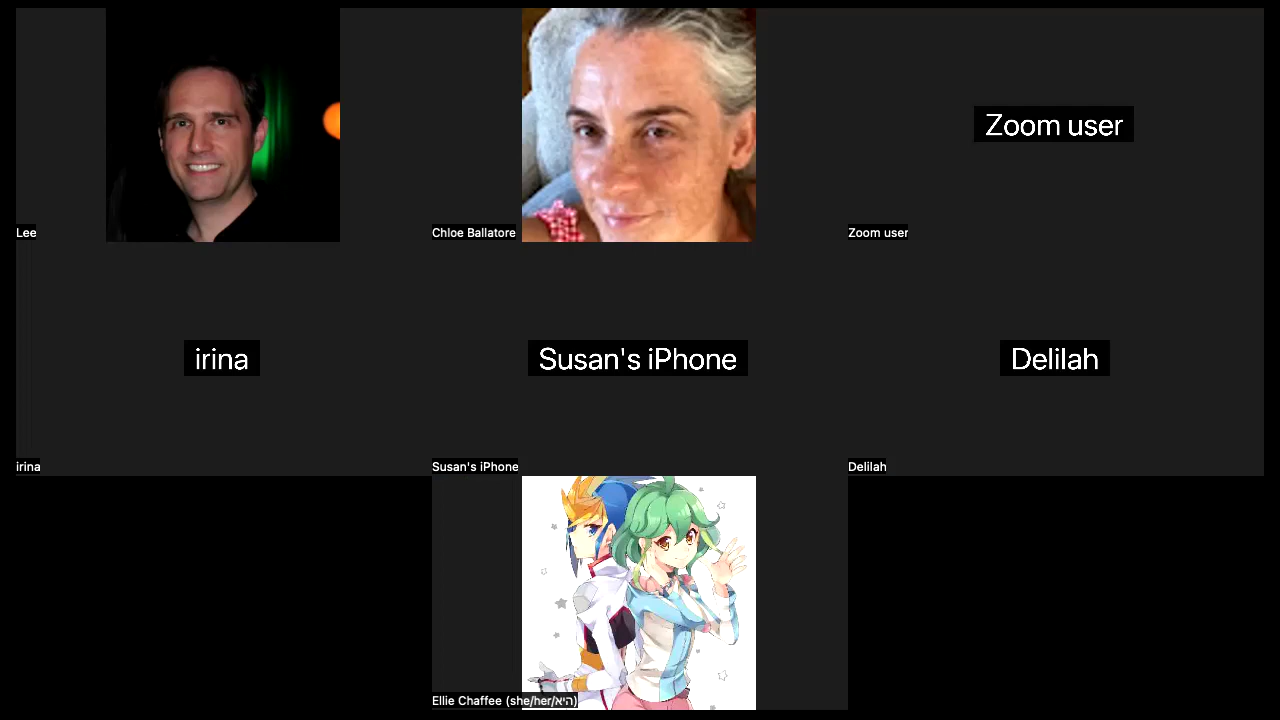 Zoom user
Lee
Chloe Ballatore
Zoom user
irina
Susan's iPhone
Delilah
irina
Susan's iPhone
Delilah
Ellie Chaffee (she/her/היא)